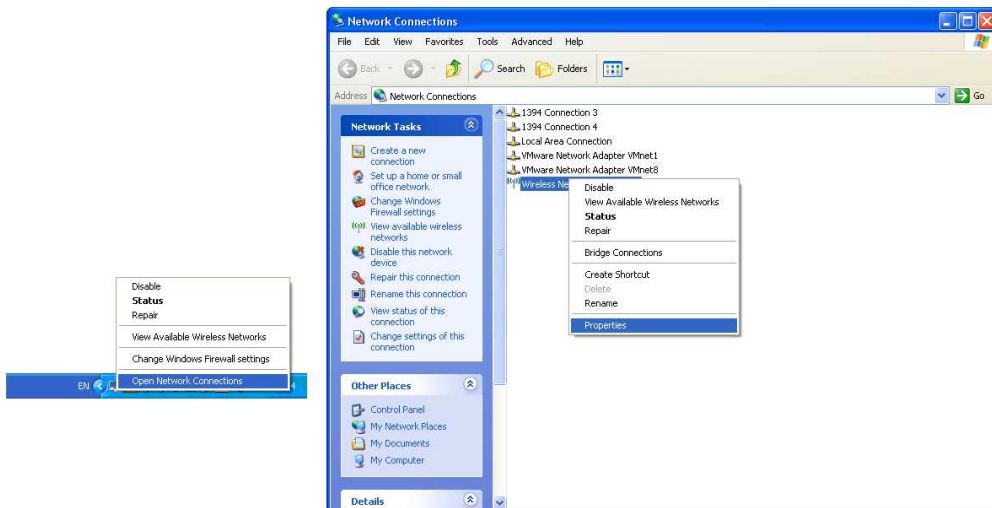 Disable
Status
Repair
View Available Wireless Networks
Change Windows Firewall settings
Open Network Connections
EN
4
Network Connections
File Edit View Favorites Tools Advanced Help
Back Search Folders
Address Network Connections Go
Network Tasks
Create a new
connection
Set up a home or small
office network
Change Windows
Firewall settings
View available wireless
networks
Disable this network
device
Repair this connection
Rename this connection
View status of this
connection
Change settings of this
connection
Other Places
Control Panel
My Network Places
My Documents
My Computer
Details
1394 Connection 3
1394 Connection 4
Local Area Connection
VMware Network Adapter VMnet1
VMware Network Adapter VMnet8
Wireless Ne
Disable
View Available Wireless Networks
Status
Repair
Bridge Connections
Create Shortcut
Delete
Rename
Properties